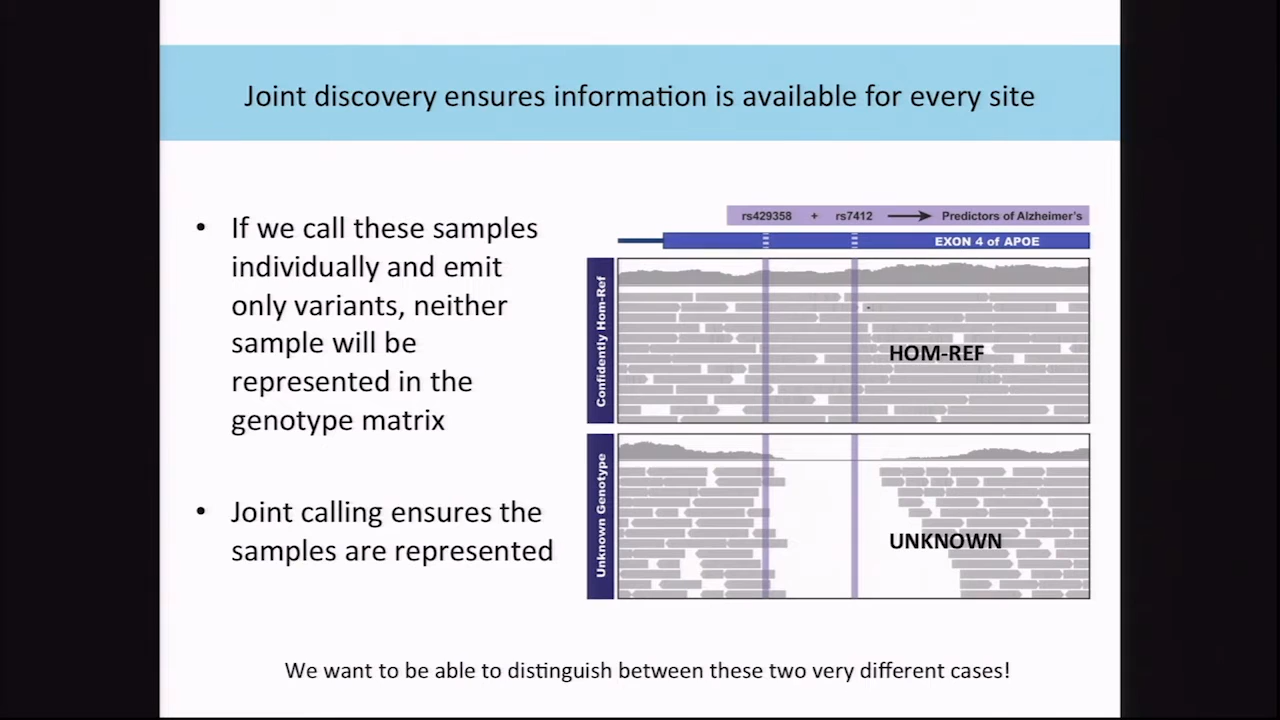 Joint discovery ensures information is available for every site
• If we call these samples
individually and emit
only variants, neither
sample will be
represented in the
genotype matrix
• Joint calling ensures the
samples are represented
rs429358 + rs7412 → Predictors of Alzheimer's
EXON 4 of APOE
Confidently Hom-Ref
HOM-REF
Unknown Genotype
UNKNOWN
We want to be able to distinguish between these two very different cases!